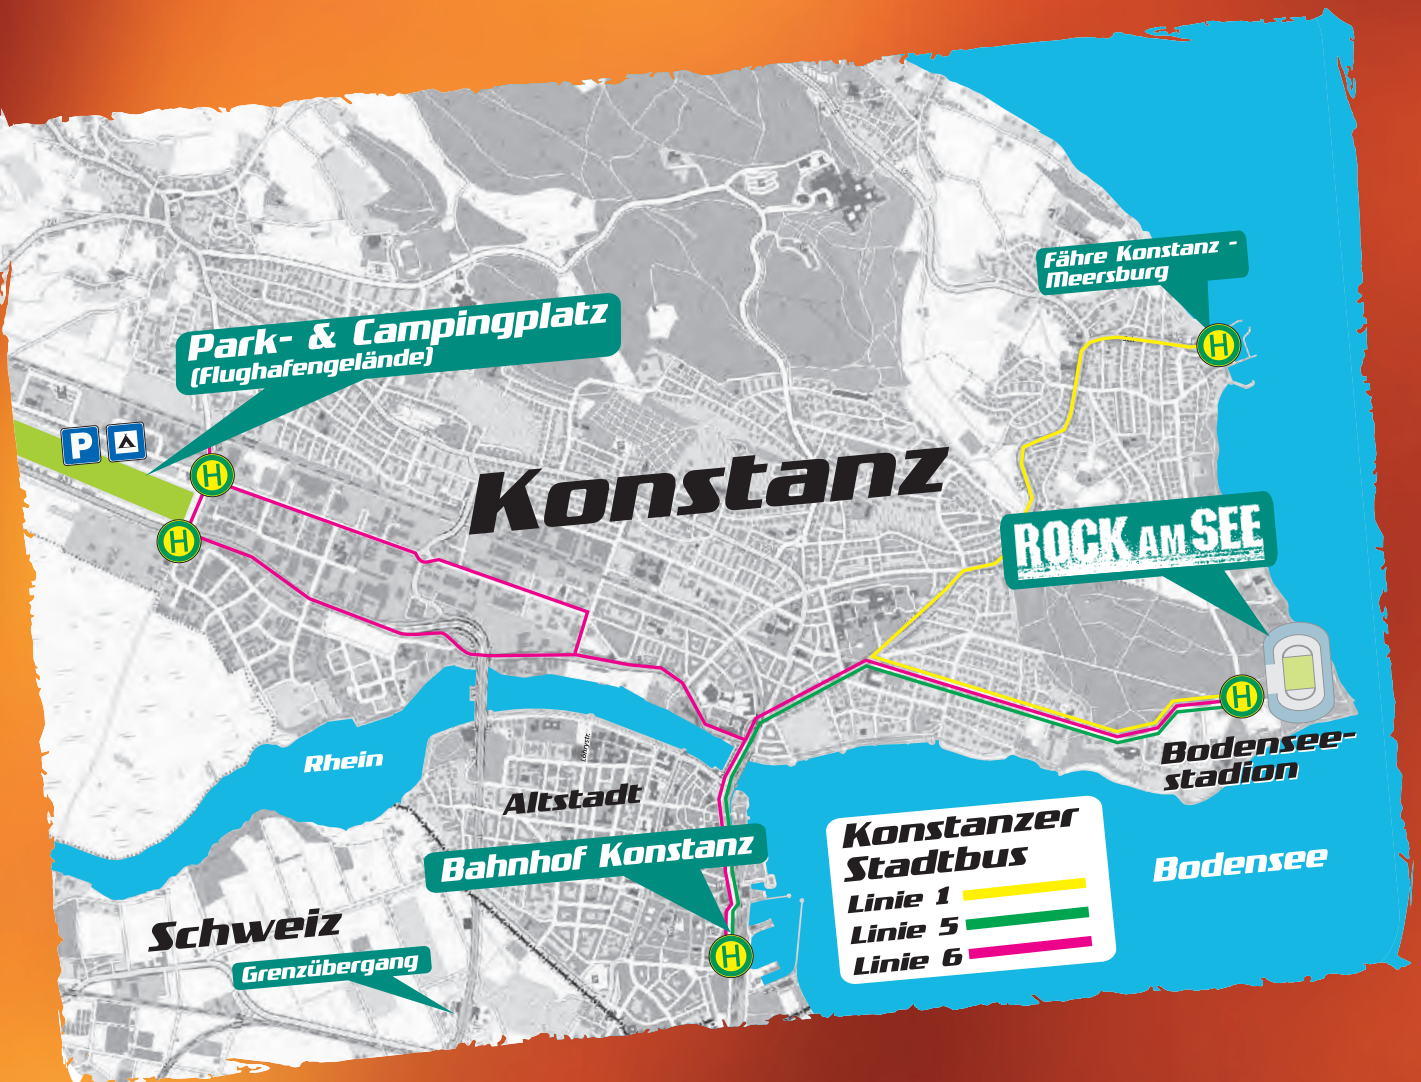 Fähre Konstanz -
Meersburg
Park- & Campingplatz
(Flughafengelände)
P
H
H
H
Konstanz
ROCK AM SEE
H
Bodensee-
stadion
Rhein
Löhrystr.
Altstadt
Bahnhof Konstanz
H
Schweiz
Grenzübergang
Konstanzer
Stadtbus
Linie 1
Linie 5
Linie 6
Bodensee